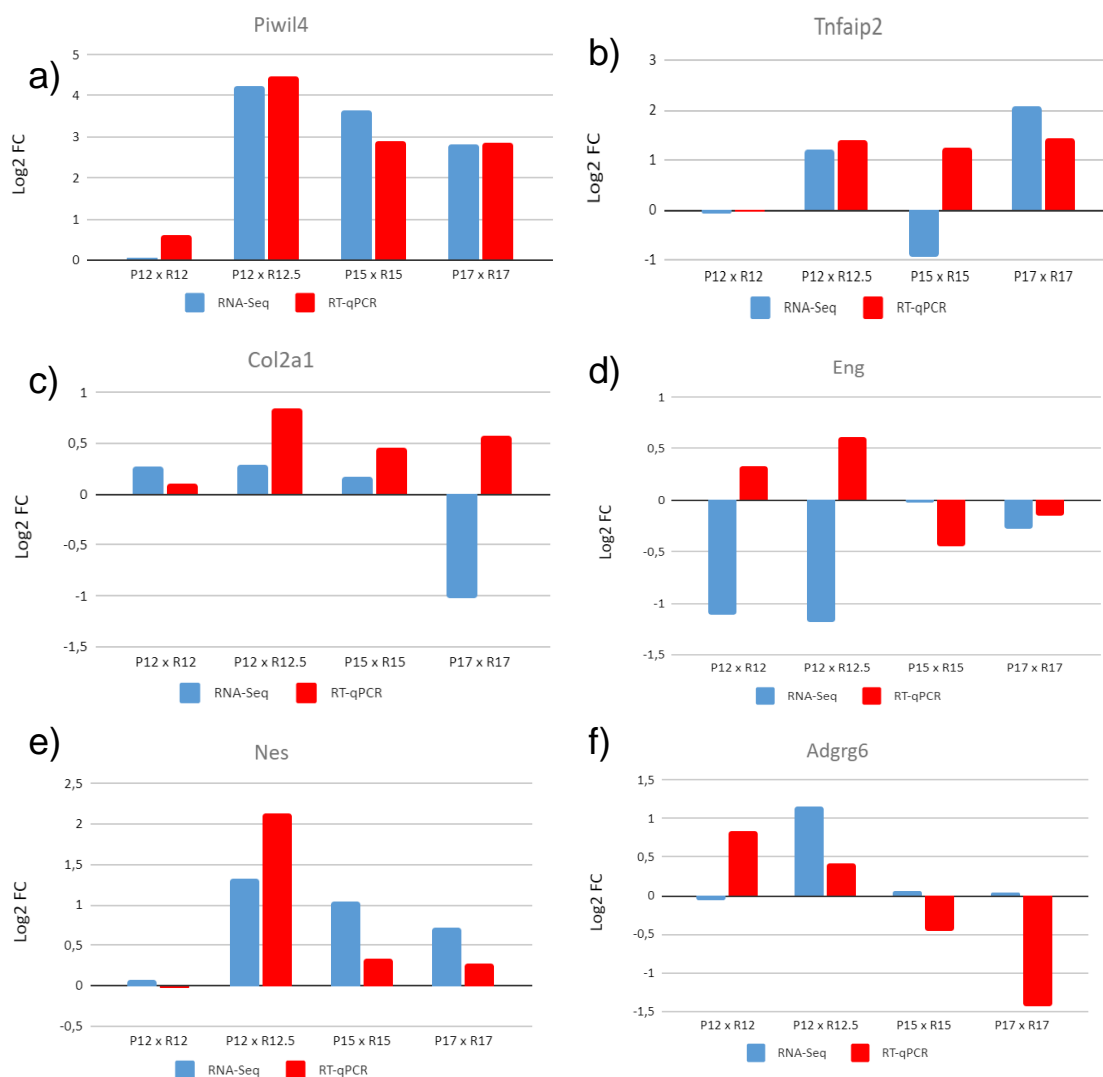 a)
Piwil4
Log2 FC
5
4
3
2
1
0
P12 x R12 P12 x R12.5 P15 x R15 P17 x R17
RNA-Seq RT-qPCR
b)
Tnfaip2
Log2 FC
3
2
1
0
-1
P12 x R12 P12 x R12.5 P15 x R15 P17 x R17
RNA-Seq RT-qPCR
c)
Col2a1
Log2 FC
1
0,5
0
-0,5
-1
-1,5
P12 x R12 P12 x R12.5 P15 x R15 P17 x R17
RNA-Seq RT-qPCR
d)
Eng
Log2 FC
1
0,5
0
-0,5
-1
-1,5
P12 x R12 P12 x R12.5 P15 x R15 P17 x R17
RNA-Seq RT-qPCR
e)
Nes
Log2 FC
2,5
2
1,5
1
0,5
0
-0,5
P12 x R12 P12 x R12.5 P15 x R15 P17 x R17
RNA-Seq RT-qPCR
f)
Adgrg6
Log2 FC
1,5
1
0,5
0
-0,5
-1
-1,5
P12 x R12 P12 x R12.5 P15 x R15 P17 x R17
RNA-Seq RT-qPCR